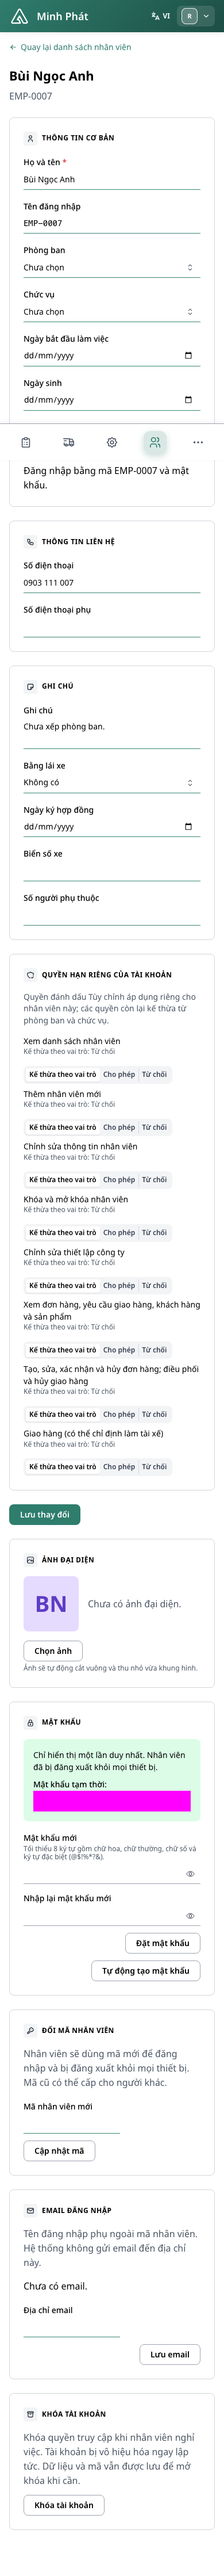 Minh Phát
VI
R
Quay lại danh sách nhân viên
Bùi Ngọc Anh
EMP-0007
THÔNG TIN CƠ BẢN
Họ và tên *
Bùi Ngọc Anh
Tên đăng nhập
EMP-0007
Phòng ban
Chưa chọn
Chức vụ
Chưa chọn
Ngày bắt đầu làm việc
dd/mm/yyyy
Ngày sinh
dd/mm/yyyy
Đăng nhập bằng mã EMP-0007 và mật
khẩu.
THÔNG TIN LIÊN HỆ
Số điện thoại
0903 111 007
Số điện thoại phụ
GHI CHÚ
Ghi chú
Chưa xếp phòng ban.
Bằng lái xe
Không có
Ngày ký hợp đồng
dd/mm/yyyy
Biển số xe
Số người phụ thuộc
QUYỀN HẠN RIÊNG CỦA TÀI KHOẢN
Quyền đánh dấu Tùy chỉnh áp dụng riêng cho
nhân viên này; các quyền còn lại kế thừa từ
phòng ban và chức vụ.
Xem danh sách nhân viên
Kế thừa theo vai trò: Từ chối
Kế thừa theo vai trò Cho phép Từ chối
Thêm nhân viên mới
Kế thừa theo vai trò: Từ chối
Kế thừa theo vai trò Cho phép Từ chối
Chỉnh sửa thông tin nhân viên
Kế thừa theo vai trò: Từ chối
Kế thừa theo vai trò Cho phép Từ chối
Khóa và mở khóa nhân viên
Kế thừa theo vai trò: Từ chối
Kế thừa theo vai trò Cho phép Từ chối
Chỉnh sửa thiết lập công ty
Kế thừa theo vai trò: Từ chối
Kế thừa theo vai trò Cho phép Từ chối
Xem đơn hàng, yêu cầu giao hàng, khách hàng
và sản phẩm
Kế thừa theo vai trò: Từ chối
Kế thừa theo vai trò Cho phép Từ chối
Tạo, sửa, xác nhận và hủy đơn hàng; điều phối
và hủy giao hàng
Kế thừa theo vai trò: Từ chối
Kế thừa theo vai trò Cho phép Từ chối
Giao hàng (có thể chỉ định làm tài xế)
Kế thừa theo vai trò: Từ chối
Kế thừa theo vai trò Cho phép Từ chối
Lưu thay đổi
ẢNH ĐẠI DIỆN
BN
Chưa có ảnh đại diện.
Chọn ảnh
Ảnh sẽ tự động cắt vuông và thu nhỏ vừa khung hình.
MẬT KHẨU
Chỉ hiển thị một lần duy nhất. Nhân viên
đã bị đăng xuất khỏi mọi thiết bị.
Mật khẩu tạm thời:
Mật khẩu mới
Tối thiểu 8 ký tự gồm chữ hoa, chữ thường, chữ số và
ký tự đặc biệt (@$!%*?&).
Nhập lại mật khẩu mới
Đặt mật khẩu
Tự động tạo mật khẩu
ĐỔI MÃ NHÂN VIÊN
Nhân viên sẽ dùng mã mới để đăng
nhập và bị đăng xuất khỏi mọi thiết bị.
Mã cũ có thể cấp cho người khác.
Mã nhân viên mới
Cập nhật mã
EMAIL ĐĂNG NHẬP
Tên đăng nhập phụ ngoài mã nhân viên.
Hệ thống không gửi email đến địa chỉ
này.
Chưa có email.
Địa chỉ email
Lưu email
KHÓA TÀI KHOẢN
Khóa quyền truy cập khi nhân viên nghỉ
việc. Tài khoản bị vô hiệu hóa ngay lập
tức. Dữ liệu và mã vẫn được lưu để mở
khóa khi cần.
Khóa tài khoản